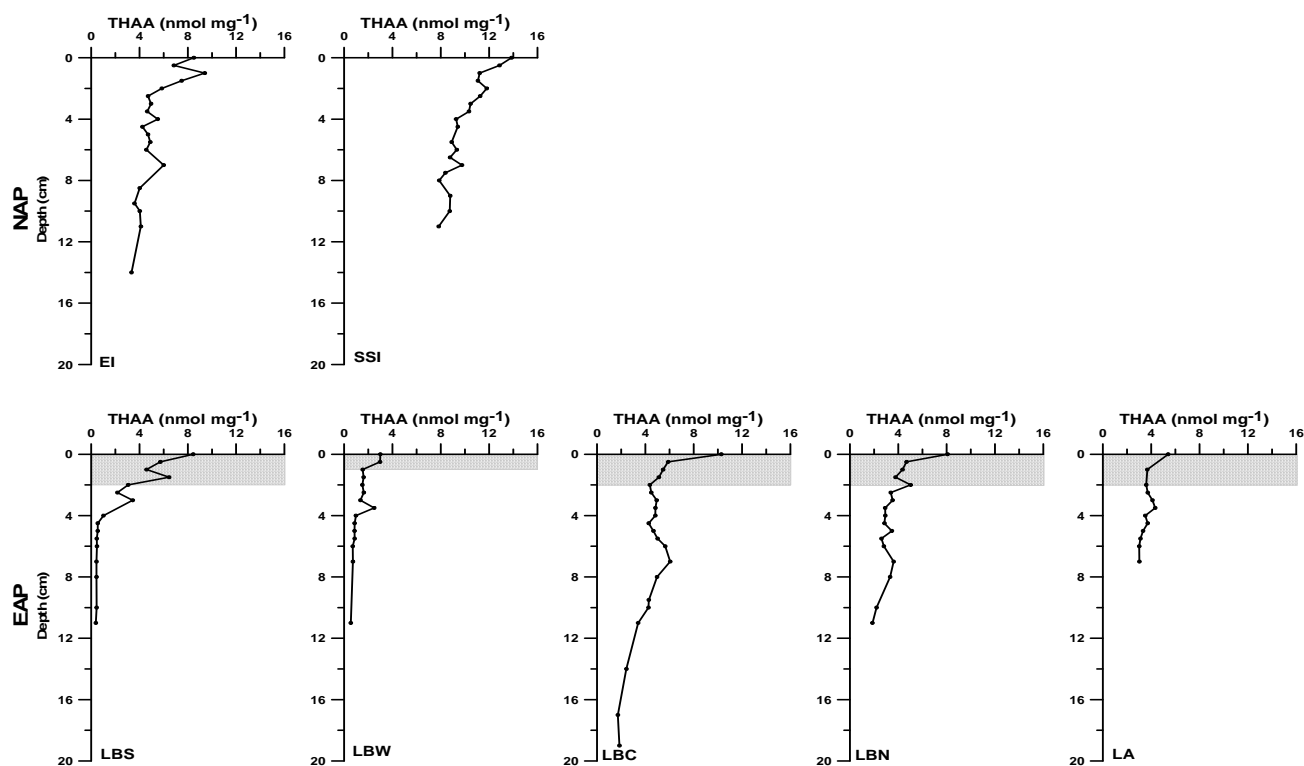 THAA (nmol mg-1) THAA (nmol mg-1)
0 4 8 12 16 0 4 8 12 16
0 0
4 4
8 8
NAP
Depth (cm)
12 12
16 16
20 EI 20 SSI
THAA (nmol mg-1) THAA (nmol mg-1) THAA (nmol mg-1) THAA (nmol mg-1) THAA (nmol mg-1)
0 4 8 12 16 0 4 8 12 16 0 4 8 12 16 0 4 8 12 16 0 4 8 12 16
0 0 0 0 0
4 4 4 4 4
8 8 8 8 8
EAP
Depth (cm)
12 12 12 12 12
16 16 16 16 16
20 LBS 20 LBW 20 LBC 20 LBN 20 LA